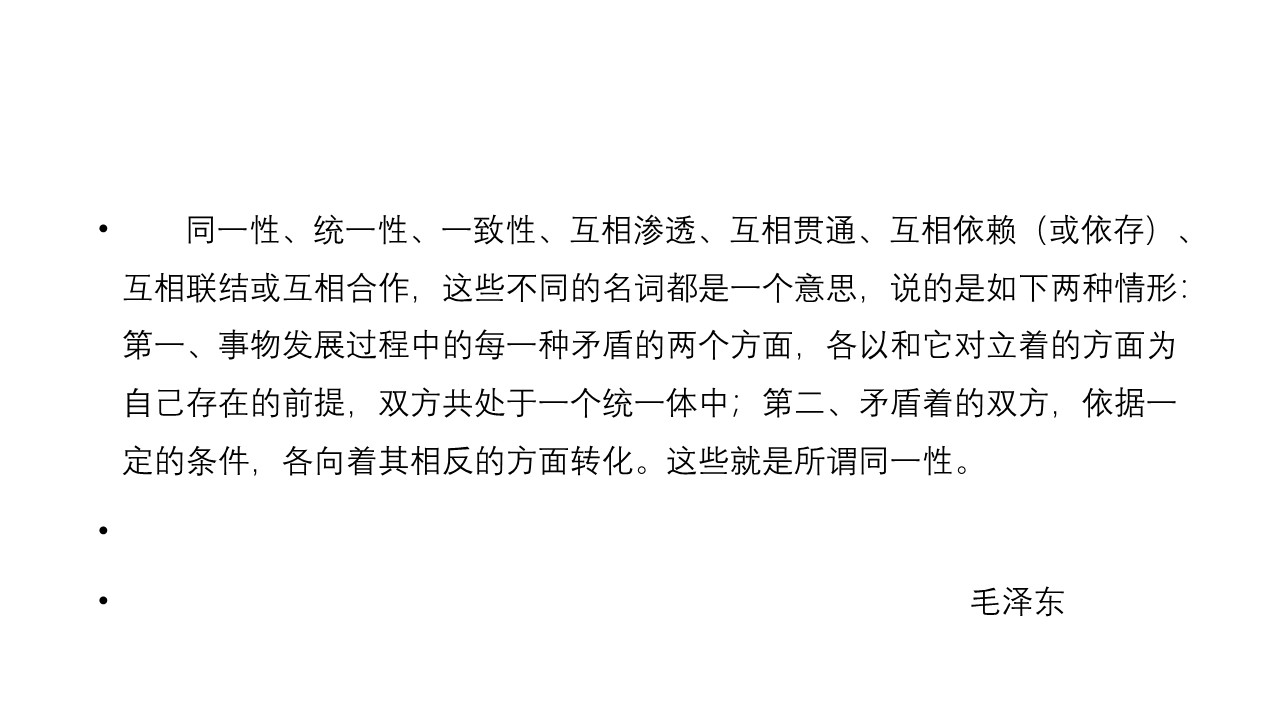 • 同一性、统一性、一致性、互相渗透、互相贯通、互相依赖（或依存）、
互相联结或互相合作，这些不同的名词都是一个意思，说的是如下两种情形：
第一、事物发展过程中的每一种矛盾的两个方面，各以和它对立着的方面为
自己存在的前提，双方共处于一个统一体中；第二、矛盾着的双方，依据一
定的条件，各向着其相反的方面转化。这些就是所谓同一性。
•
• 毛泽东